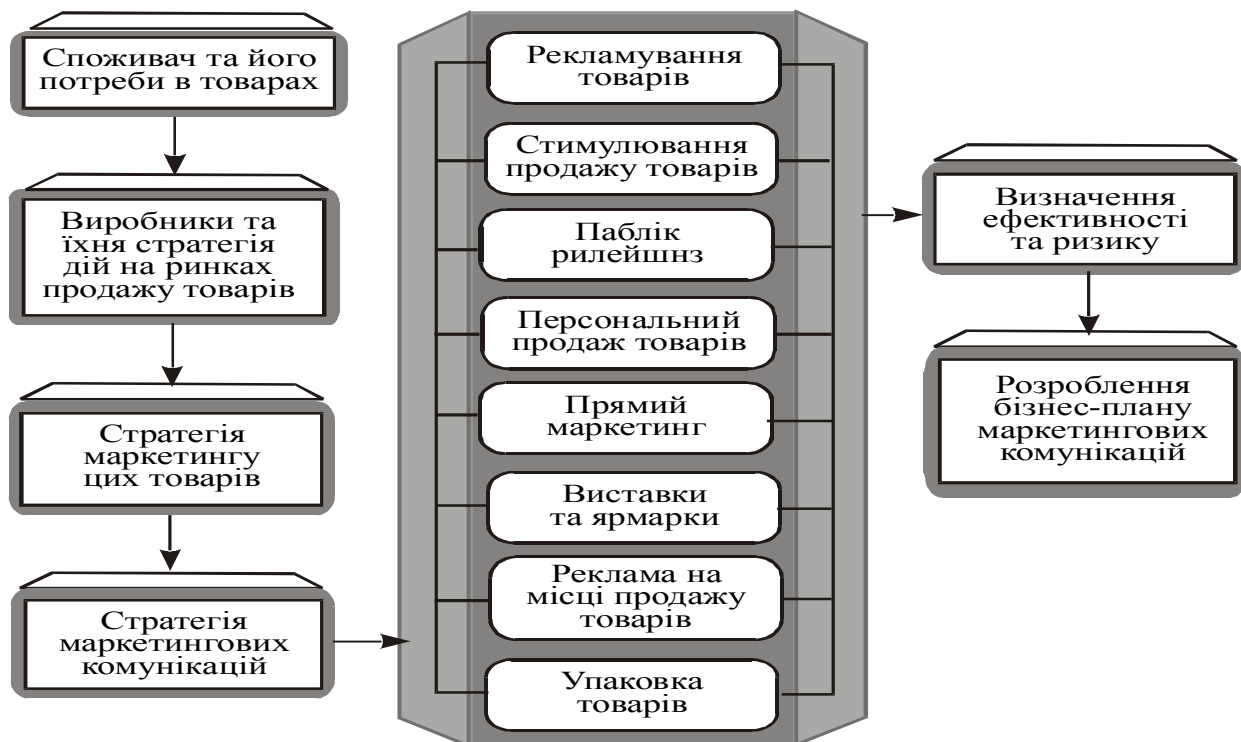 Споживач та його
потреби в товарах
Виробники та
їхня стратегія
дій на ринках
продажу товарів
Стратегія
маркетингу
цих товарів
Стратегія
маркетингових
комунікацій
Рекламування
товарів
Стимулювання
продажу товарів
Паблік
рилейшнз
Персональний
продаж товарів
Прямий
маркетинг
Виставки
та ярмарки
Реклама на
місці продажу
товарів
Упаковка
товарів
Визначення
ефективності
та ризику
Розроблення
бізнес-плану
маркетингових
комунікацій